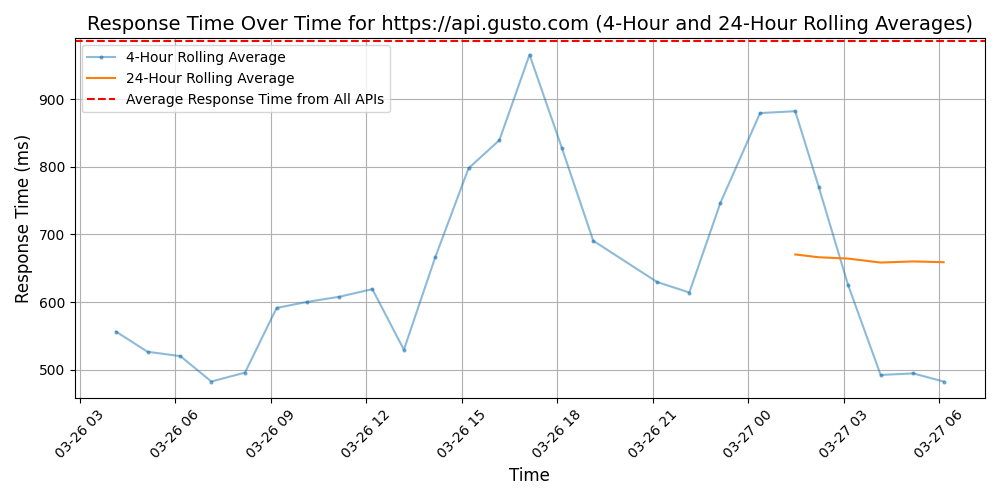 Response Time Over Time for https://api.gusto.com (4-Hour and 24-Hour Rolling Averages)
4-Hour Rolling Average
24-Hour Rolling Average
Average Response Time from All APIs
Response Time (ms)
900
800
700
600
500
03-26 03
03-26 06
03-26 09
03-26 12
03-26 15
03-26 18
03-26 21
03-27 00
03-27 03
03-27 06
Time